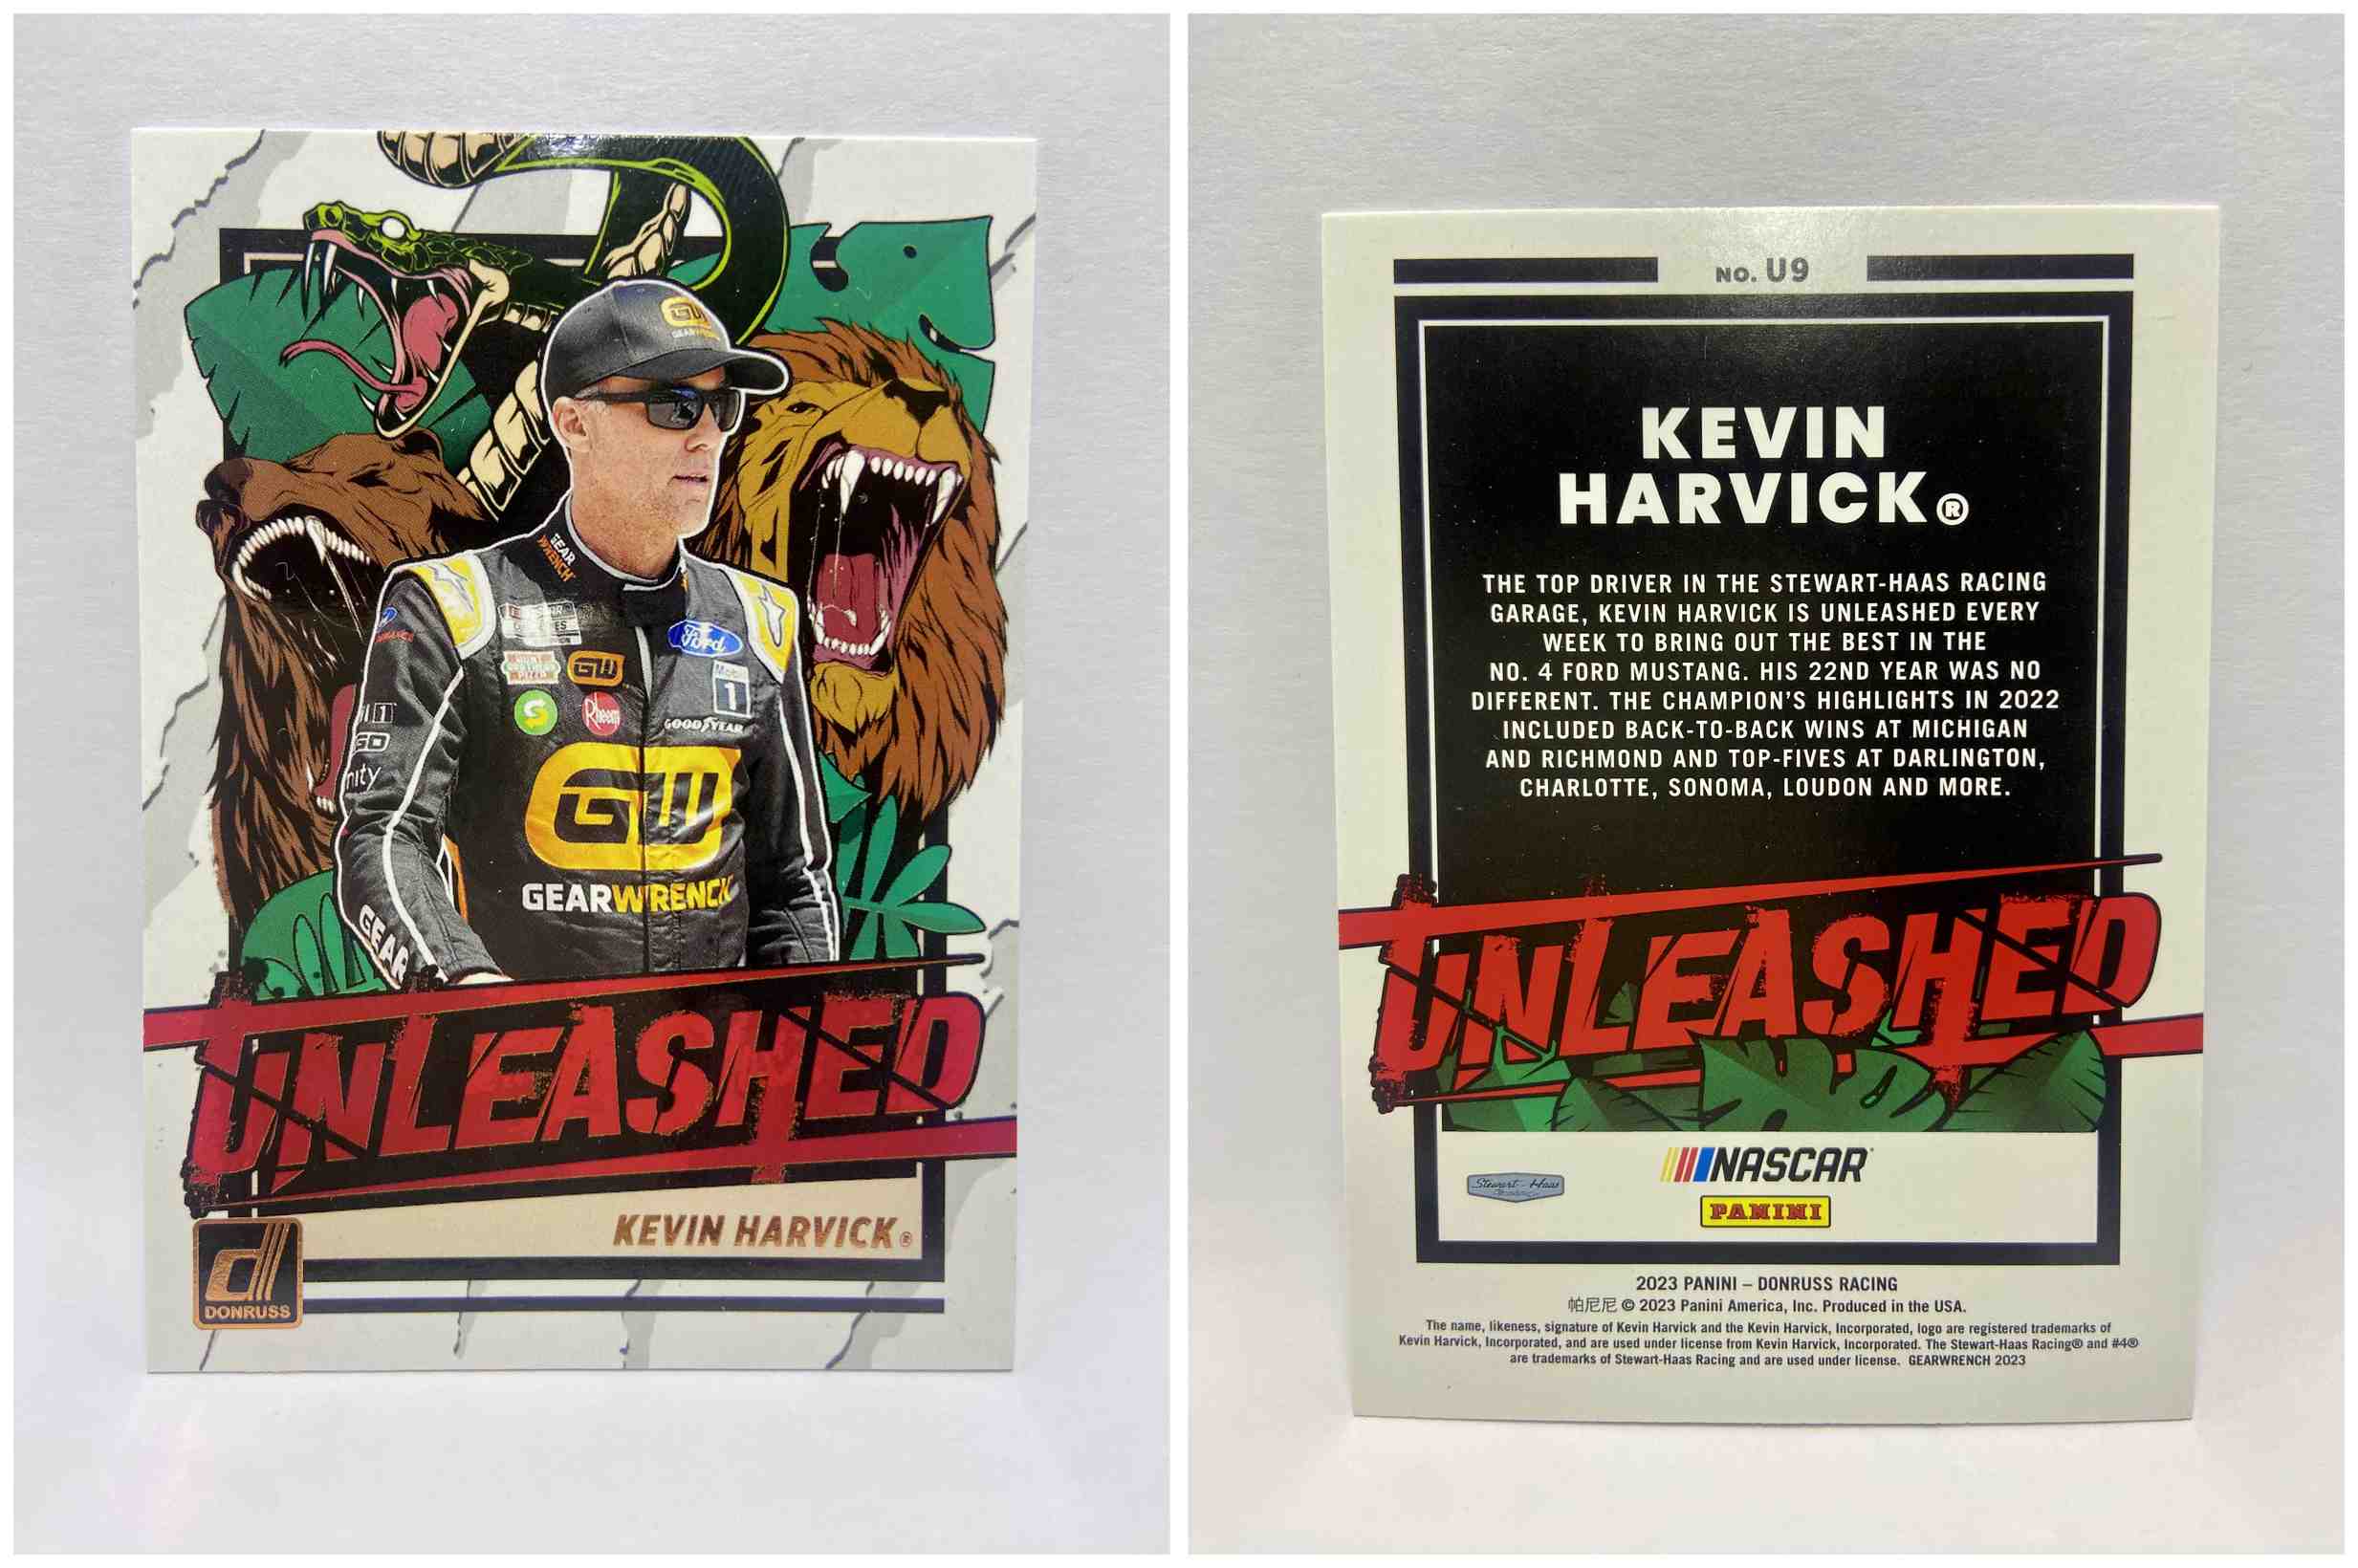 GW
GEARWRENCH
GEAR
WRENCH
Ford
Mobil
1
GW
Rheem
GOODYEAR
1
nity
GW
GEARWRENCH
GEAR
UNLEASHED
KEVIN HARVICK®
d
DONRUSS
NO. U9
KEVIN
HARVICK®
THE TOP DRIVER IN THE STEWART-HAAS RACING
GARAGE, KEVIN HARVICK IS UNLEASHED EVERY
WEEK TO BRING OUT THE BEST IN THE
NO. 4 FORD MUSTANG. HIS 22ND YEAR WAS NO
DIFFERENT. THE CHAMPION'S HIGHLIGHTS IN 2022
INCLUDED BACK-TO-BACK WINS AT MICHIGAN
AND RICHMOND AND TOP-FIVES AT DARLINGTON,
CHARLOTTE, SONOMA, LOUDON AND MORE.
UNLEASHED
NASCAR
Stewart-Haas
PANINI
2023 PANINI – DONRUSS RACING
帕尼尼 © 2023 Panini America, Inc. Produced in the USA.
The name, likeness, signature of Kevin Harvick and the Kevin Harvick, Incorporated, logo are registered trademarks of
Kevin Harvick, Incorporated, and are used under license from Kevin Harvick, Incorporated. The Stewart-Haas Racing® and #4®
are trademarks of Stewart-Haas Racing and are used under license. GEARWRENCH 2023